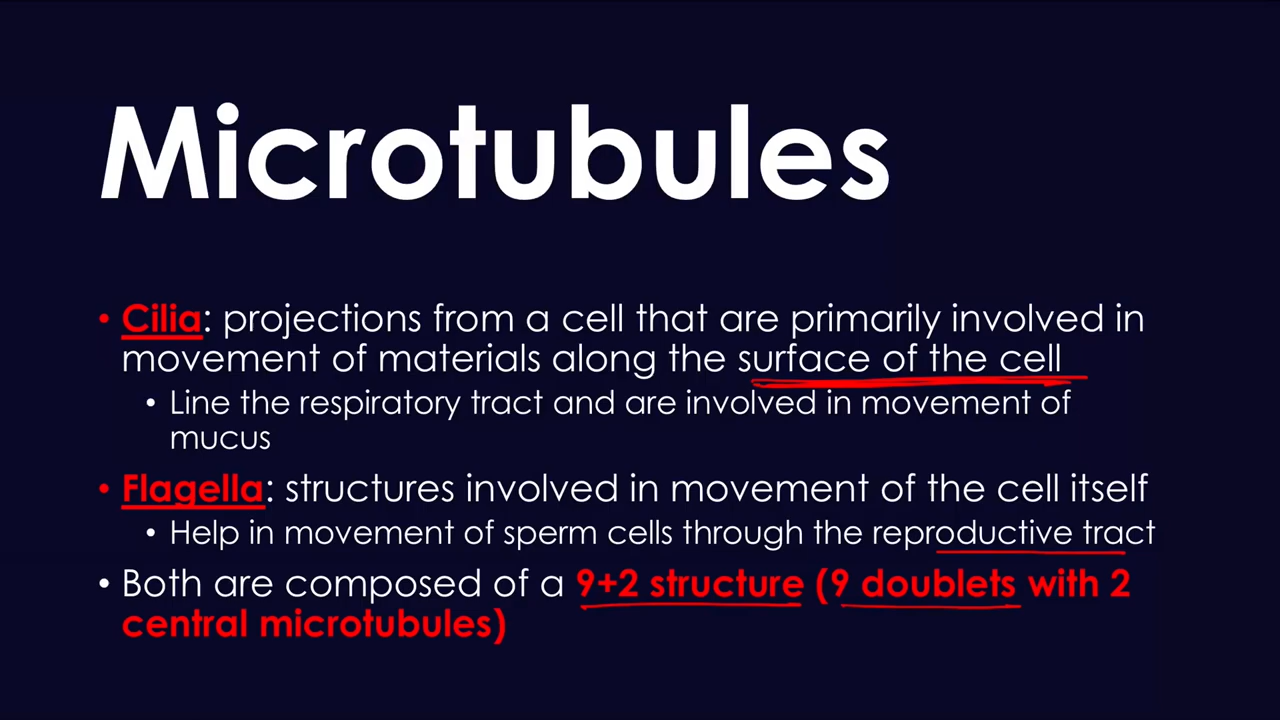 Microtubules
• Cilia: projections from a cell that are primarily involved in
movement of materials along the surface of the cell
• Line the respiratory tract and are involved in movement of
mucus
• Flagella: structures involved in movement of the cell itself
• Help in movement of sperm cells through the reproductive tract
• Both are composed of a 9+2 structure (9 doublets with 2
central microtubules)